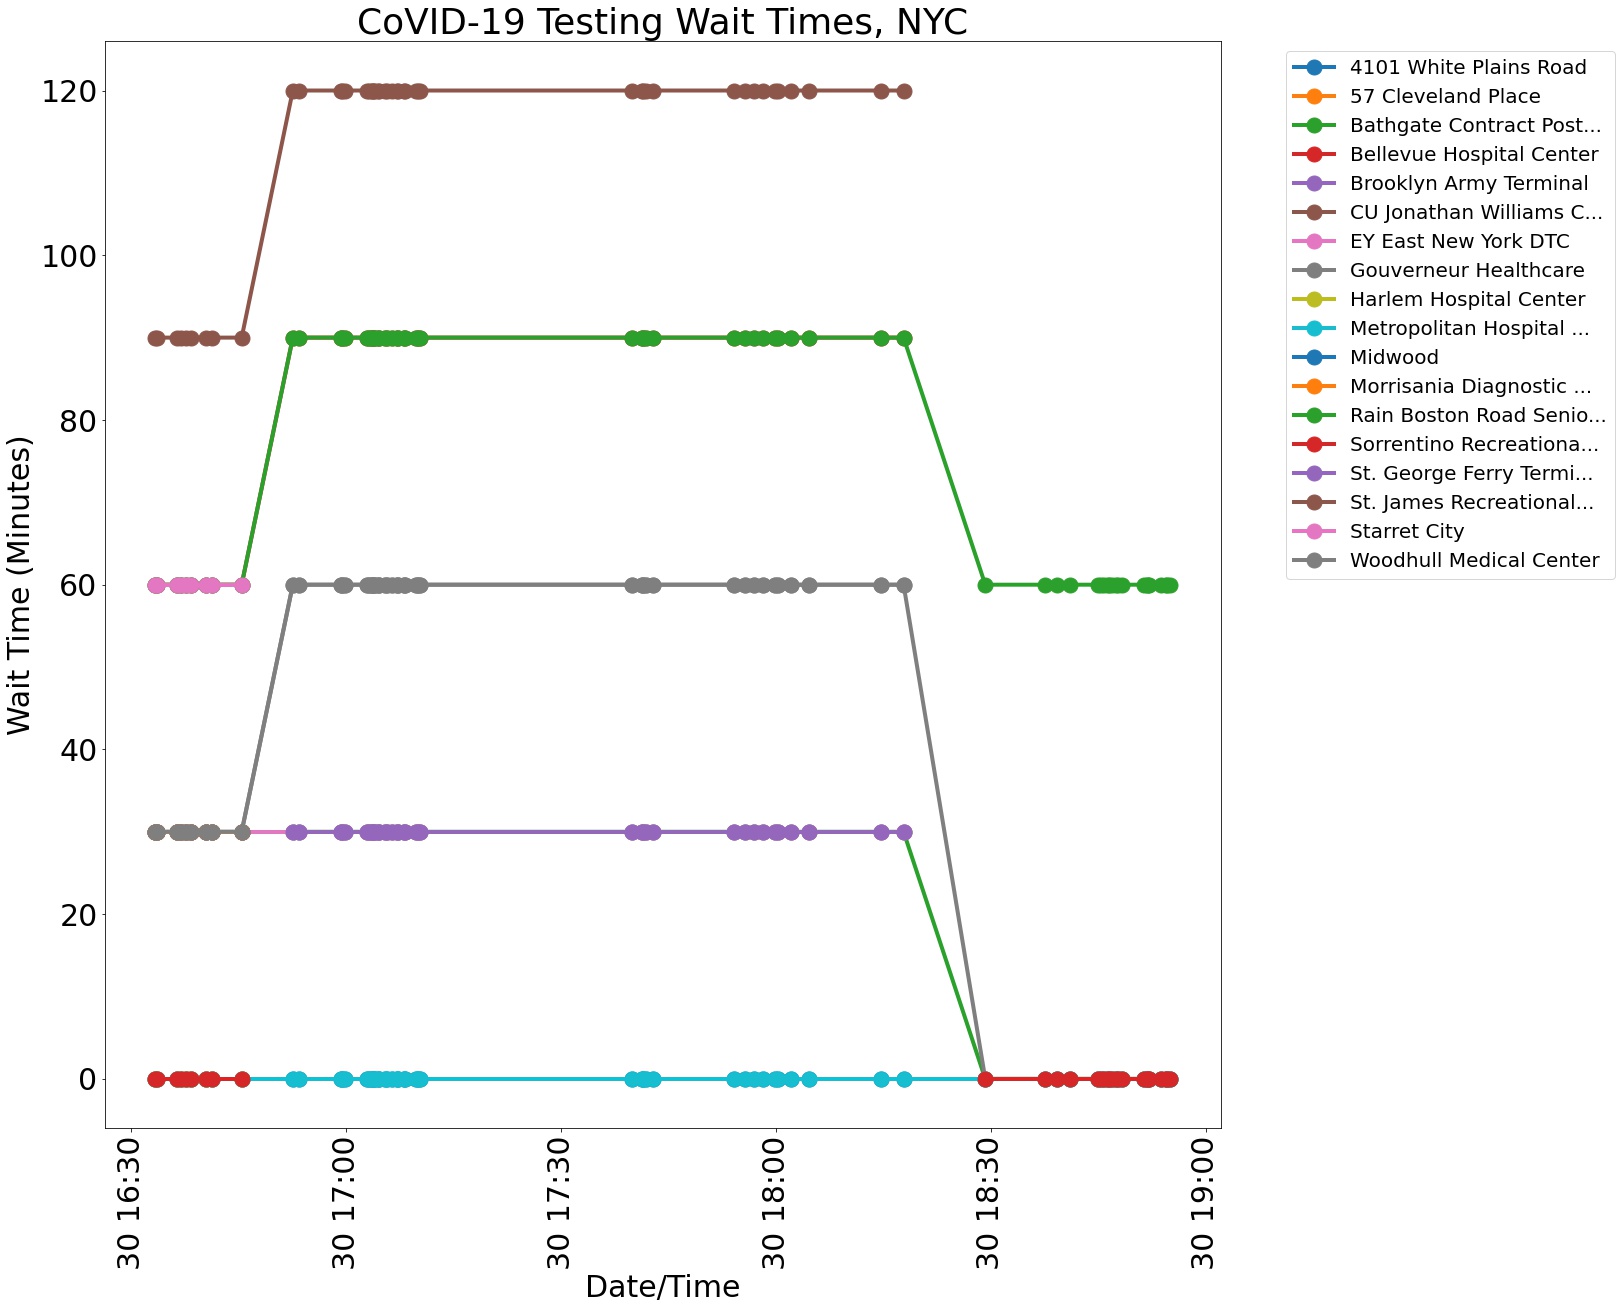 CoVID-19 Testing Wait Times, NYC
120
100
80
60
40
20
0
Wait Time (Minutes)
30 16:30
30 17:00
30 17:30
30 18:00
30 18:30
30 19:00
Date/Time
4101 White Plains Road
57 Cleveland Place
Bathgate Contract Post...
Bellevue Hospital Center
Brooklyn Army Terminal
CU Jonathan Williams C...
EY East New York DTC
Gouverneur Healthcare
Harlem Hospital Center
Metropolitan Hospital ...
Midwood
Morrisania Diagnostic ...
Rain Boston Road Senio...
Sorrentino Recreationa...
St. George Ferry Termi...
St. James Recreational...
Starret City
Woodhull Medical Center